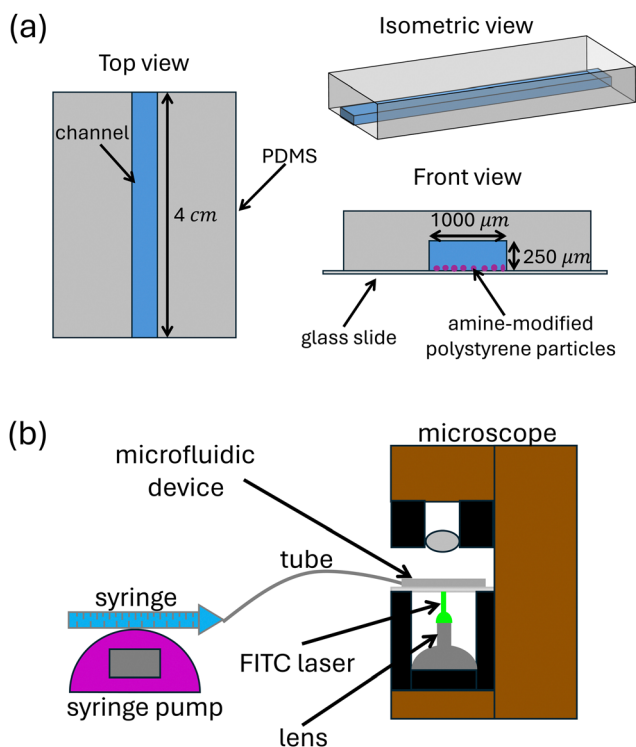 (a)
Top view
channel
4 cm
PDMS
Isometric view
Front view
1000 μm
250 μm
glass slide
amine-modified
polystyrene particles
(b)
microfluidic
device
tube
syringe
syringe pump
FITC laser
lens
microscope